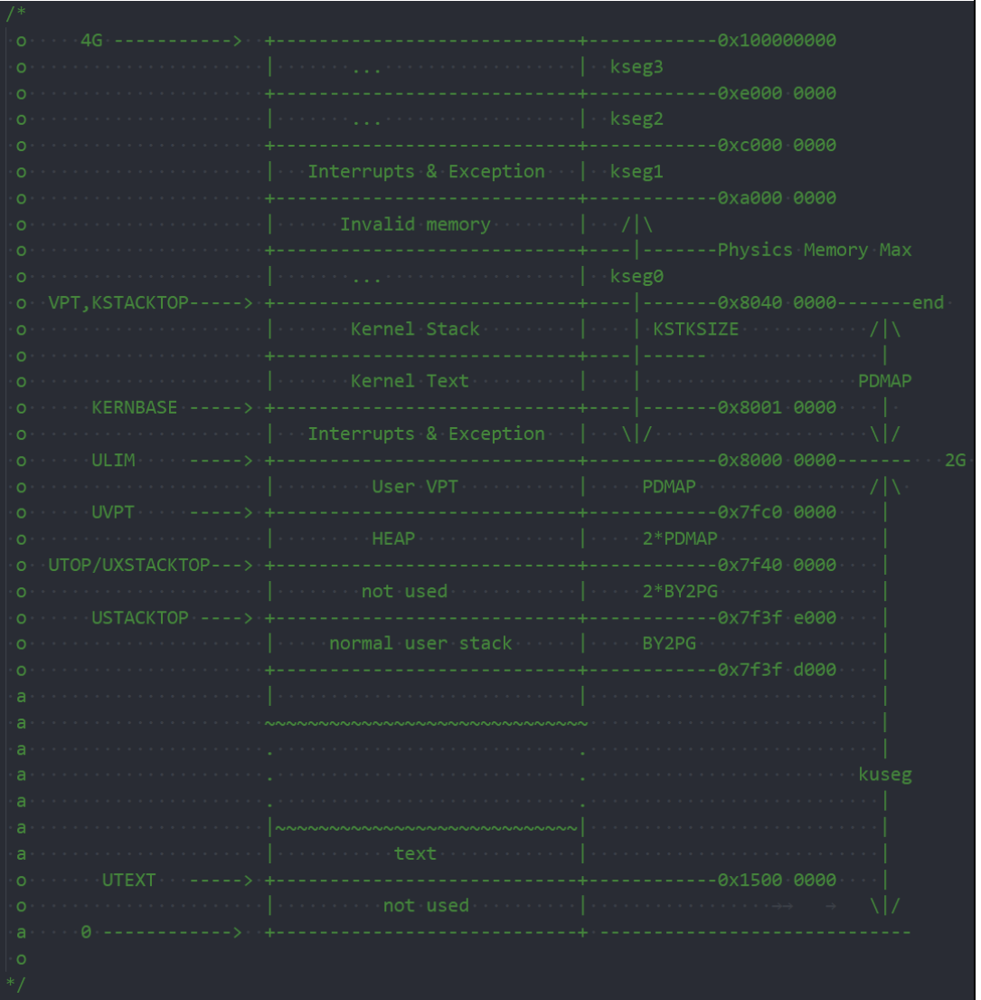 /*
 o     4G ----------->  +----------------------------+------------0x100000000
 o                      |       ...                  |  kseg3
 o                      +----------------------------+------------0xe000 0000
 o                      |       ...                  |  kseg2
 o                      +----------------------------+------------0xc000 0000
 o                      |   Interrupts & Exception   |  kseg1
 o                      +----------------------------+------------0xa000 0000
 o                      |      Invalid memory        |   /|\
 o                      +----------------------------+----|-------Physics Memory Max
 o                      |       ...                  |  kseg0
 o  VPT,KSTACKTOP-----> +----------------------------+----|-------0x8040 0000-------end
 o                      |       Kernel Stack         |    | KSTKSIZE            /|\
 o                      +----------------------------+----|------                |
 o                      |       Kernel Text          |    |                    PDMAP
 o      KERNBASE -----> +----------------------------+----|-------0x8001 0000    |
 o                      |   Interrupts & Exception   |   \|/                    \|/
 o      ULIM     -----> +----------------------------+------------0x8000 0000-------   2G
 o                      |         User VPT           |     PDMAP                /|\
 o      UVPT     -----> +----------------------------+------------0x7fc0 0000    |
 o                      |         HEAP               |     2*PDMAP               |
 o  UTOP/UXSTACKTOP---> +----------------------------+------------0x7f40 0000    |
 o                      |        not used            |     2*BY2PG               |
 o      USTACKTOP ----> +----------------------------+------------0x7f3f e000    |
 o                      |     normal user stack      |     BY2PG                 |
 o                      +----------------------------+------------0x7f3f d000    |
 a                      |                            |                           |
 a                      ~~~~~~~~~~~~~~~~~~~~~~~~~~~~~~                           |
 a                      .                            .                           |
 a                      .                            .                         kuseg
 a                      .                            .                           |
 a                      |~~~~~~~~~~~~~~~~~~~~~~~~~~~~|                           |
 a                      |           text             |                           |
 o       UTEXT   -----> +----------------------------+------------0x1500 0000    |
 o                      |          not used          |                          \|/
 a     0 ------------>  +----------------------------+ -----------------------------
 o
*/